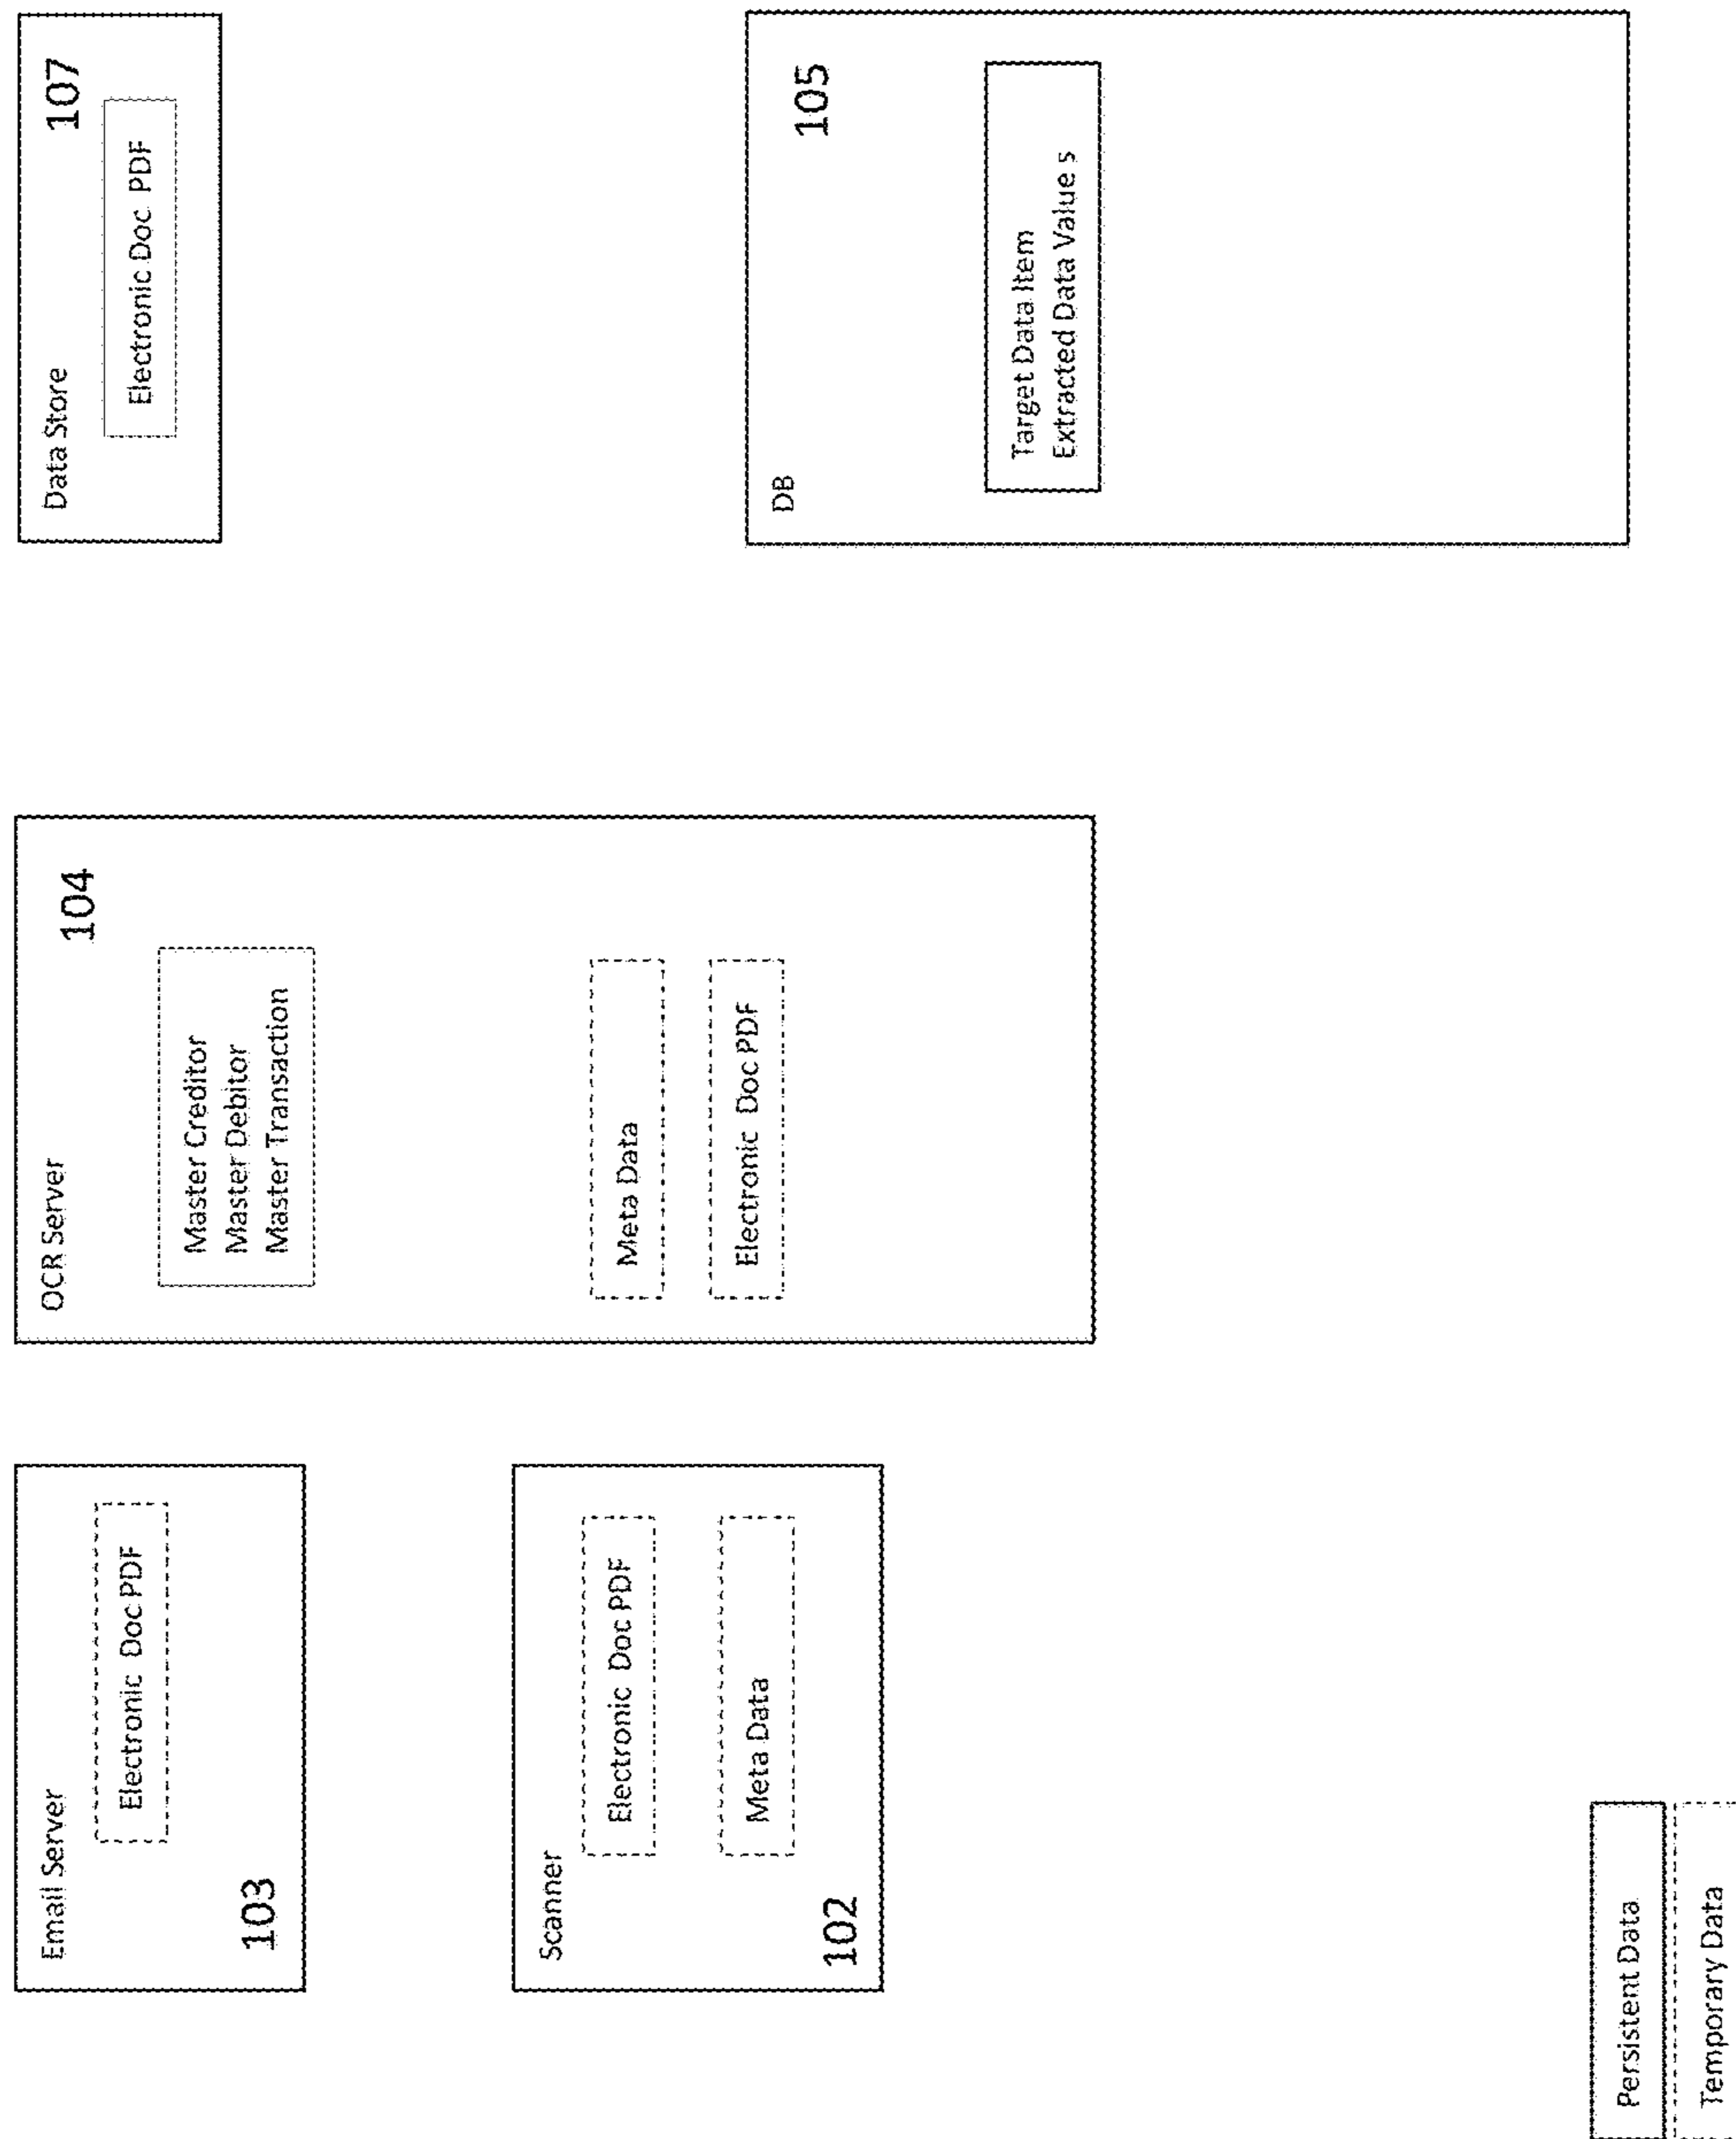 Email Server
Electronic Doc PDF
103
Scanner
Electronic Doc PDF
Meta Data
102
OCR Server
104
Master Creditor
Master Debitor
Master Transaction
Meta Data
Electronic Doc PDF
Data Store
107
Electronic Doc PDF
DB
105
Target Data Item
Extracted Data Value s
Persistent Data
Temporary Data